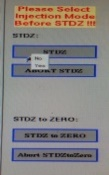 Please Select
Injection Mode
Before STDZ !!!
STDZ:
STDZ
No
Yes
ABORT STDZ
STDZ to ZERO:
STDZ to ZERO
Abort STDZtoZero